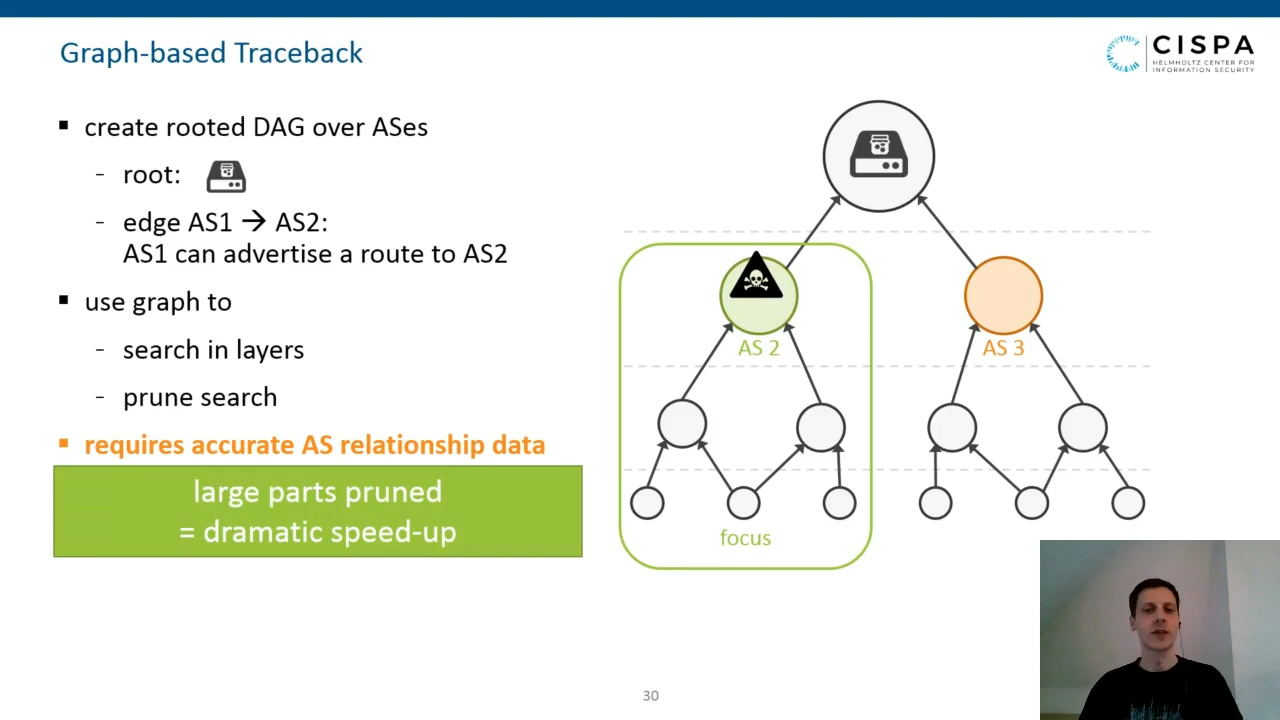 Graph-based Traceback
CISPA
HELMHOLTZ CENTER FOR
INFORMATION SECURITY
create rooted DAG over ASes
root:
edge AS1 → AS2:
AS1 can advertise a route to AS2
use graph to
search in layers
prune search
requires accurate AS relationship data
large parts pruned
= dramatic speed-up
AS 2
AS 3
focus
30